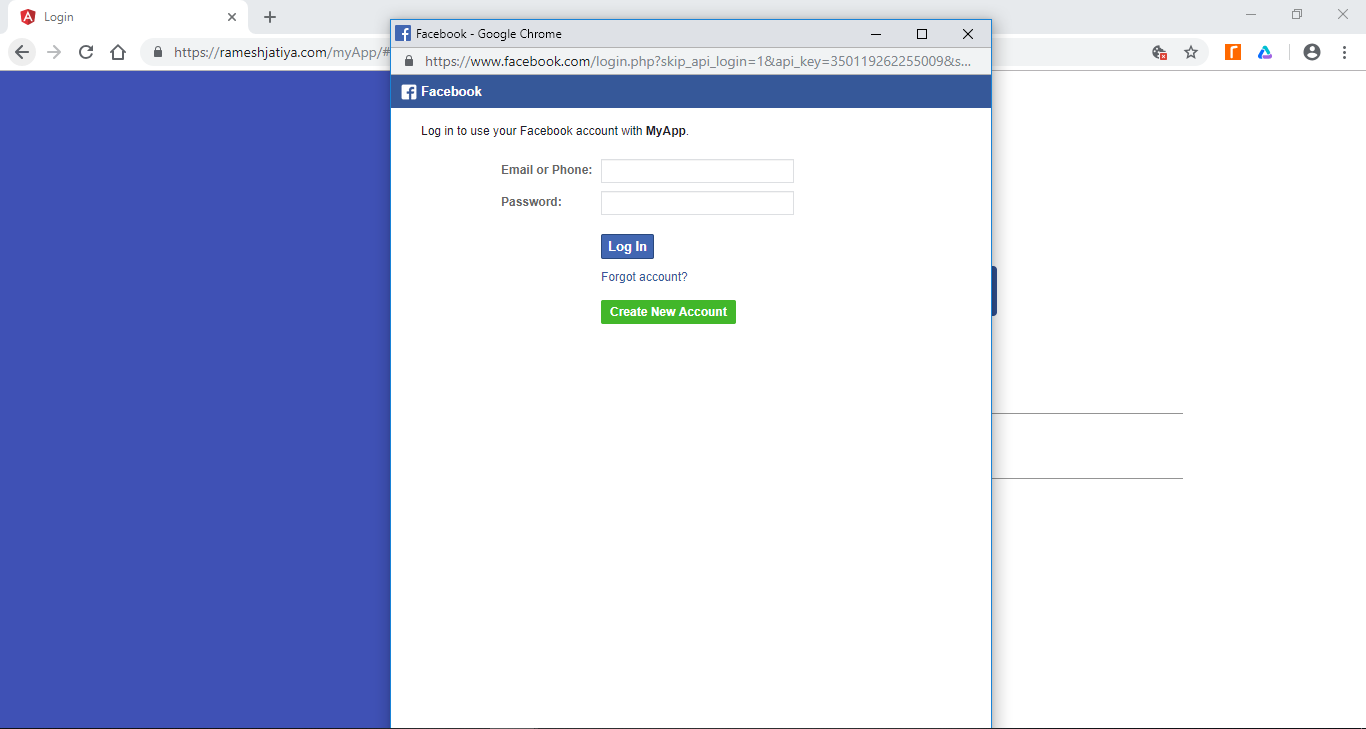 Login
https://rameshjatiya.com/myApp/#
Facebook - Google Chrome
https://www.facebook.com/login.php?skip_api_login=1&api_key=350119262255009&s...
Facebook
Log in to use your Facebook account with MyApp.
Email or Phone:
Password:
Log In
Forgot account?
Create New Account